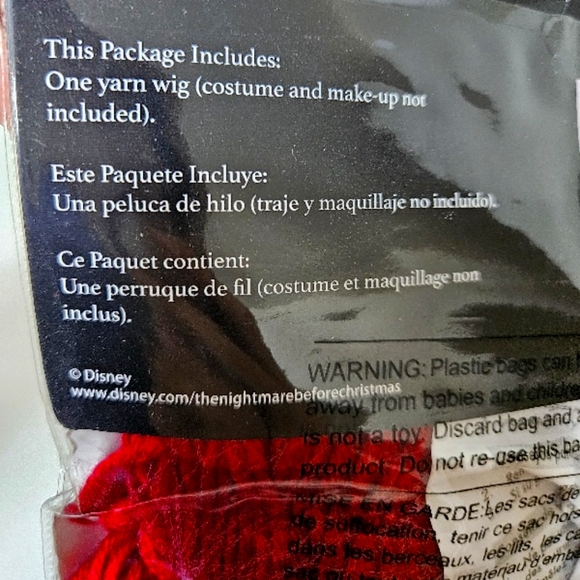 This Package Includes:
One yarn wig (costume and make-up not
included).
Este Paquete Incluye:
Una peluca de hilo (traje y maquillaje no incluido).
Ce Paquet contient:
Une perruque de fil (costume et maquillage non
inclus).
© Disney
www.disney.com/thenightmarebeforechristmas
WARNING: Plastic bags can
away from babies and
is not a toy. Discard bag and
product. Do not re-use this
MISE EN GARDE: Les sacs
de suffocation, tenir ce sac hors
dans les berceaux, les lits, les